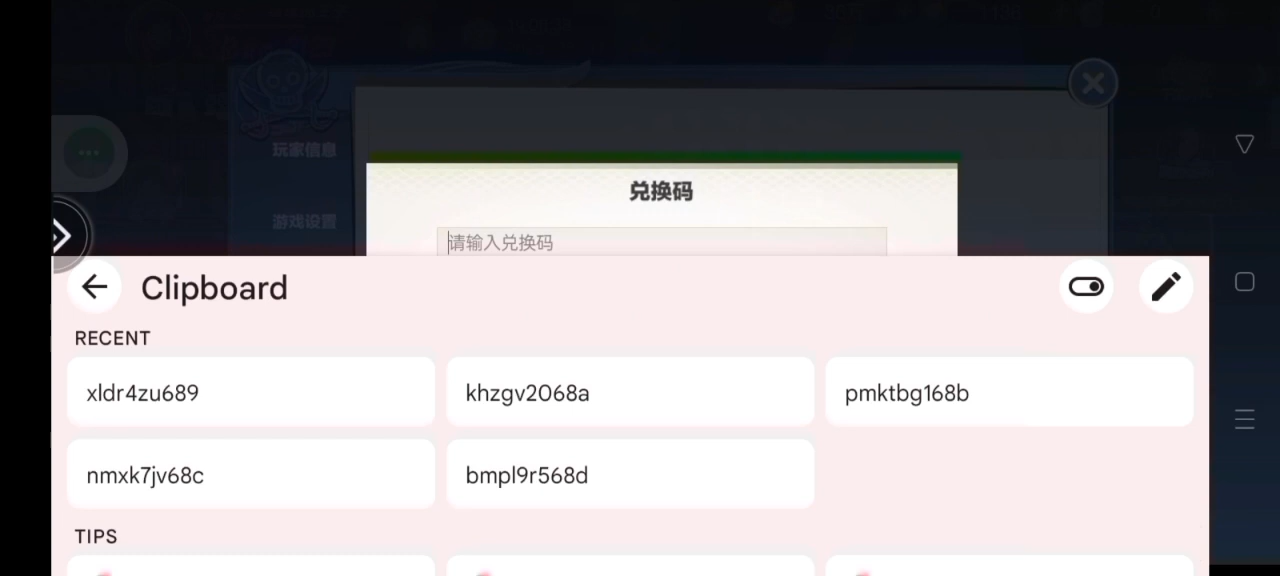 玩家信息
兑换码
游戏设置
请输入兑换码
Clipboard
RECENT
xldr4zu689
khzgv2068a
pmktbg168b
nmxk7jv68c
bmpl9r568d
TIPS